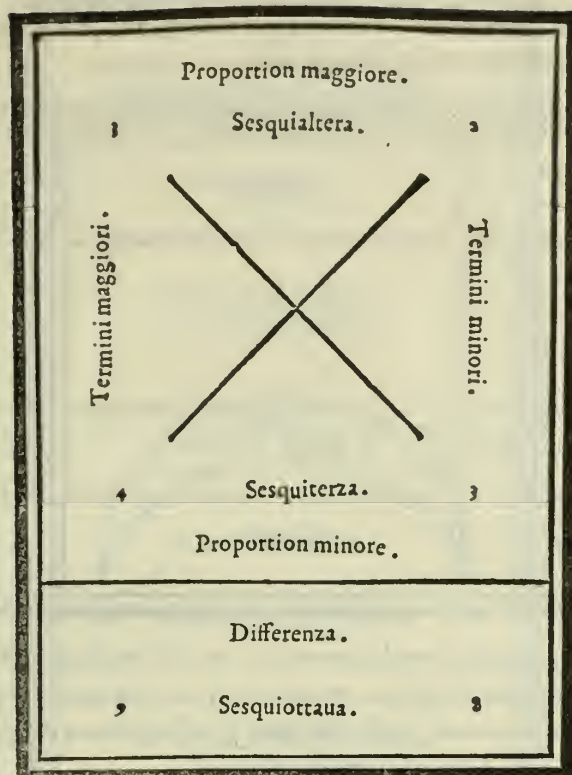 Proportion maggiore.
3 Sesquialtera. 2
Termini maggiori.
Termini minori.
4 Sesquiterza. 3
Proportion minore.
Differenza.
9 Sesquiottaua. 8